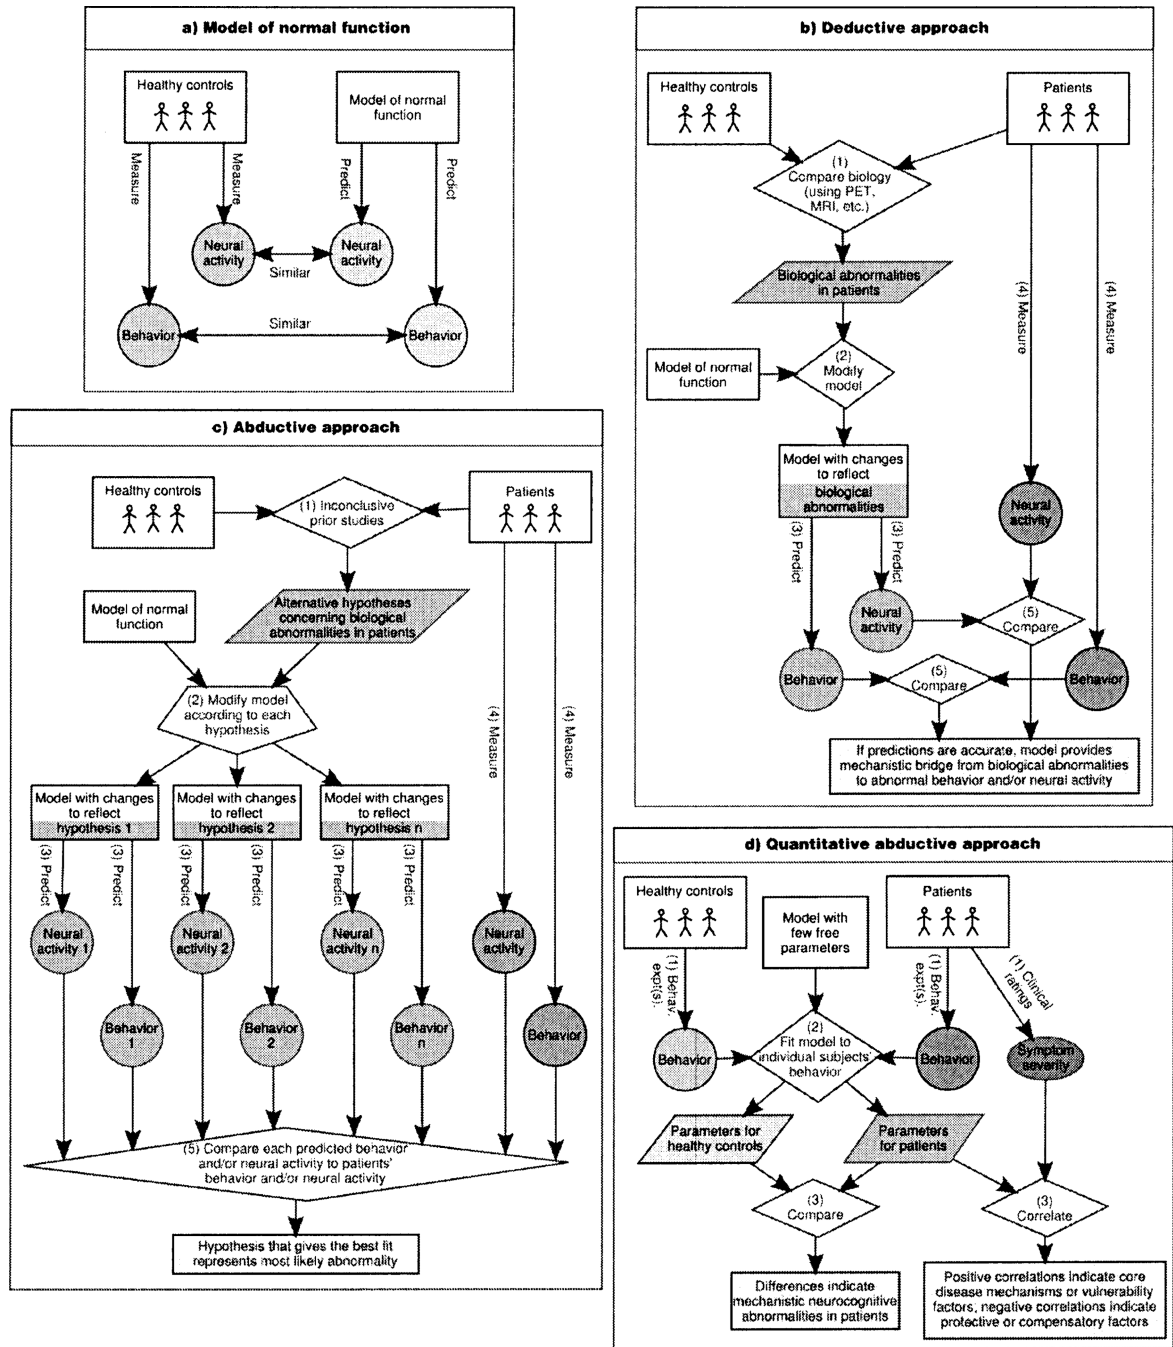 a) Model of normal function
Healthy controls
Model of normal
function
Measure
Measure
Predict
Predict
Neural
activity
Neural
activity
Similar
Behavior
Similar
Behavior
b) Deductive approach
Healthy controls
Patients
(1)
Compare biology
(using PET,
MRI, etc.)
Biological abnormalities
in patients
(4) Measure
(4) Measure
Model of normal
function
(2)
Modify
model
Model with changes
to reflect
biological
abnormalities
(3) Predict
(3) Predict
Neural
activity
Neural
activity
(5)
Compare
Behavior
(5)
Compare
Behavior
If predictions are accurate, model provides
mechanistic bridge from biological abnormalities
to abnormal behavior and/or neural activity
c) Abductive approach
Healthy controls
(1) Inconclusive
prior studies
Patients
Model of normal
function
Alternative hypotheses
concerning biological
abnormalities in patients
(2) Modify model
according to each
hypothesis
(4) Measure
(4) Measure
Model with changes
to reflect
hypothesis 1
Model with changes
to reflect
hypothesis 2
Model with changes
to reflect
hypothesis n
(3) Predict
(3) Predict
(3) Predict
(3) Predict
(3) Predict
(3) Predict
Neural
activity 1
Neural
activity 2
Neural
activity n
Neural
activity
Behavior
1
Behavior
2
Behavior
n
Behavior
(5) Compare each predicted behavior
and/or neural activity to patients'
behavior and/or neural activity
Hypothesis that gives the best fit
represents most likely abnormality
d) Quantitative abductive approach
Healthy controls
Model with
few free
parameters
Patients
(1) Behav.
expt(s).
(1) Behav.
expt(s).
(1) Clinical
ratings
Behavior
(2)
Fit model to
individual subjects'
behavior
Behavior
Symptom
severity
Parameters for
healthy controls
Parameters
for patients
(3)
Compare
(3)
Correlate
Differences indicate
mechanistic neurocognitive
abnormalities in patients
Positive correlations indicate core
disease mechanisms or vulnerability
factors; negative correlations indicate
protective or compensatory factors